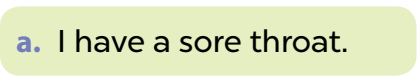 a. I have a sore throat.